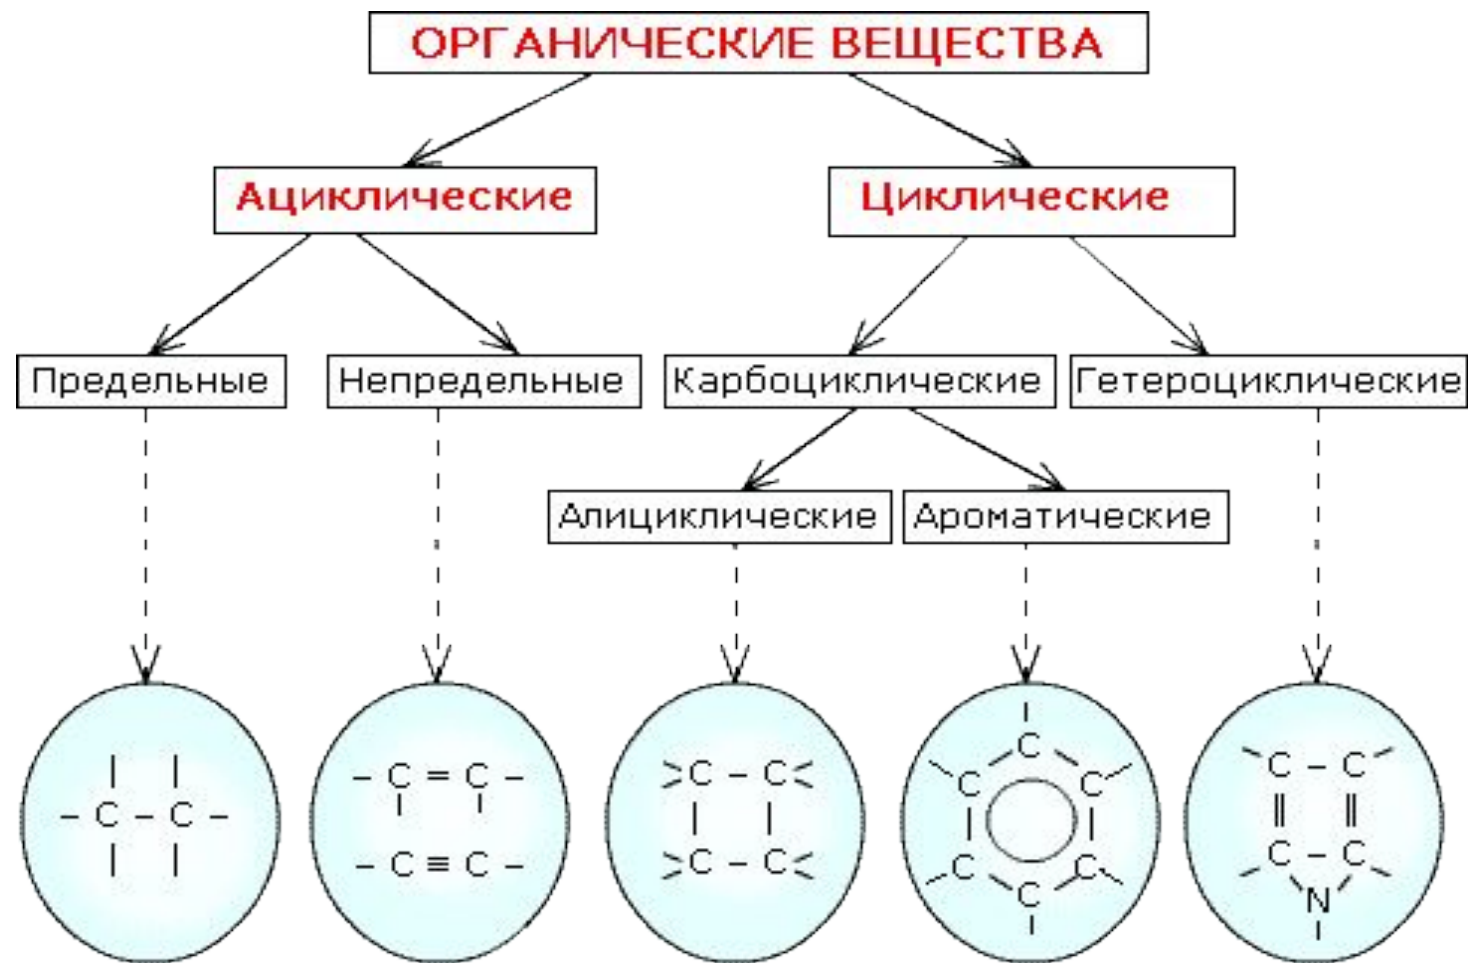 ОРГАНИЧЕСКИЕ ВЕЩЕСТВА
Ациклические
Циклические
Предельные
Непредельные
Карбоциклические
Гетероциклические
Алициклические
Ароматические
C – C
C = C
C ≡ C
C – C
C – C
C
C C
C C
C
C – C
C – C
N